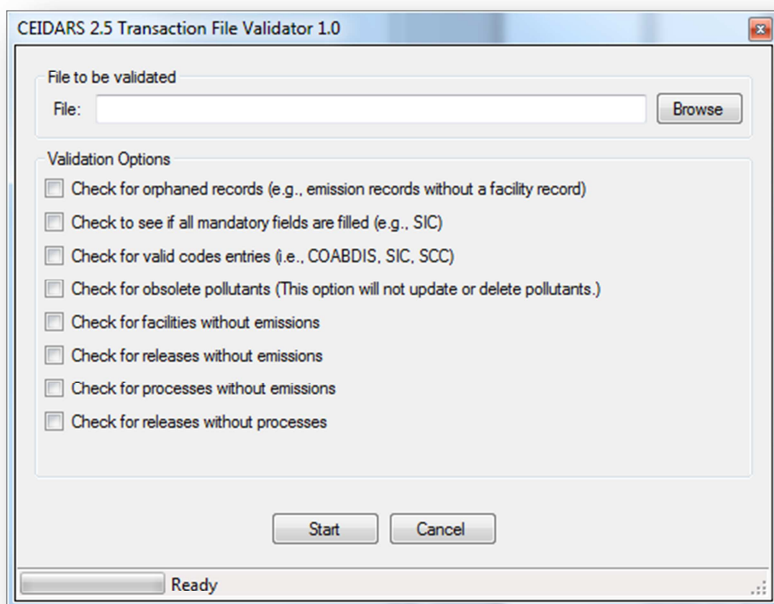 CEIDARS 2.5 Transaction File Validator 1.0
File to be validated
File:
Browse
Validation Options
Check for orphaned records (e.g., emission records without a facility record)
Check to see if all mandatory fields are filled (e.g., SIC)
Check for valid codes entries (i.e., COABDIS, SIC, SCC)
Check for obsolete pollutants (This option will not update or delete pollutants.)
Check for facilities without emissions
Check for releases without emissions
Check for processes without emissions
Check for releases without processes
Start Cancel
Ready